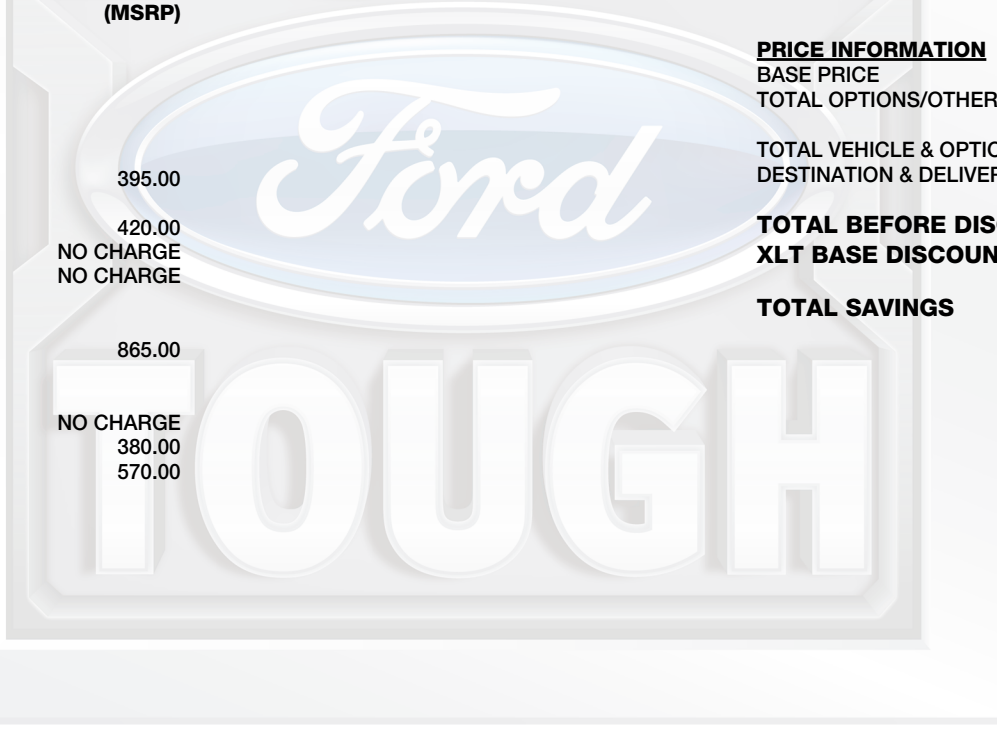 (MSRP)
395.00
420.00
NO CHARGE
NO CHARGE
865.00
NO CHARGE
380.00
570.00
PRICE INFORMATION
BASE PRICE
TOTAL OPTIONS/OTHER
TOTAL VEHICLE & OPTIO
DESTINATION & DELIVER
TOTAL BEFORE DIS
XLT BASE DISCOUN
TOTAL SAVINGS
Ford
TOUGH